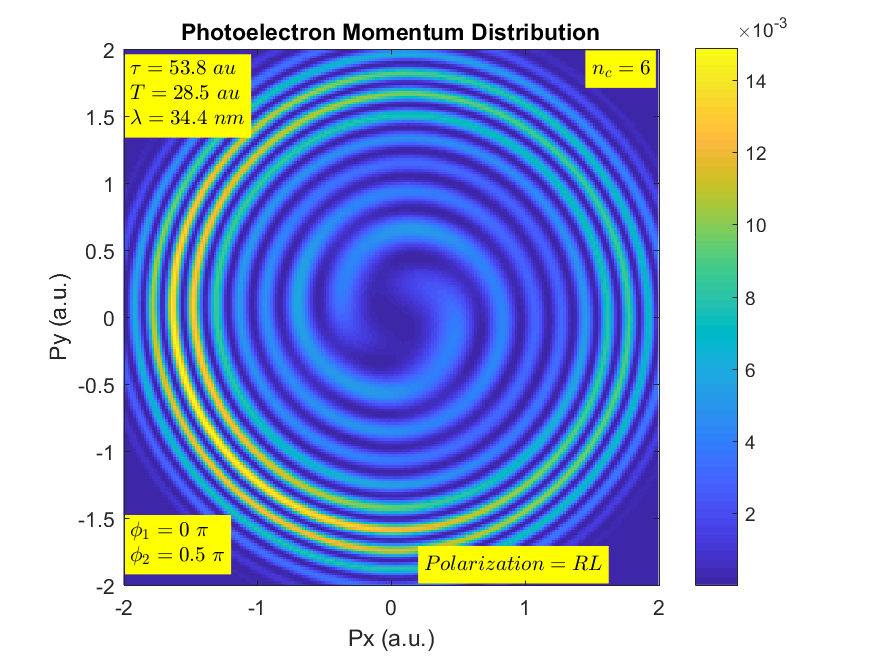 Photoelectron Momentum Distribution
×10⁻³
τ = 53.8 au
T = 28.5 au
λ = 34.4 nm
n_c = 6
ϕ₁ = 0 π
ϕ₂ = 0.5 π
Polarization = RL
2
1.5
1
0.5
0
-0.5
-1
-1.5
-2
Py (a.u.)
-2
-1
0
1
2
Px (a.u.)
14
12
10
8
6
4
2